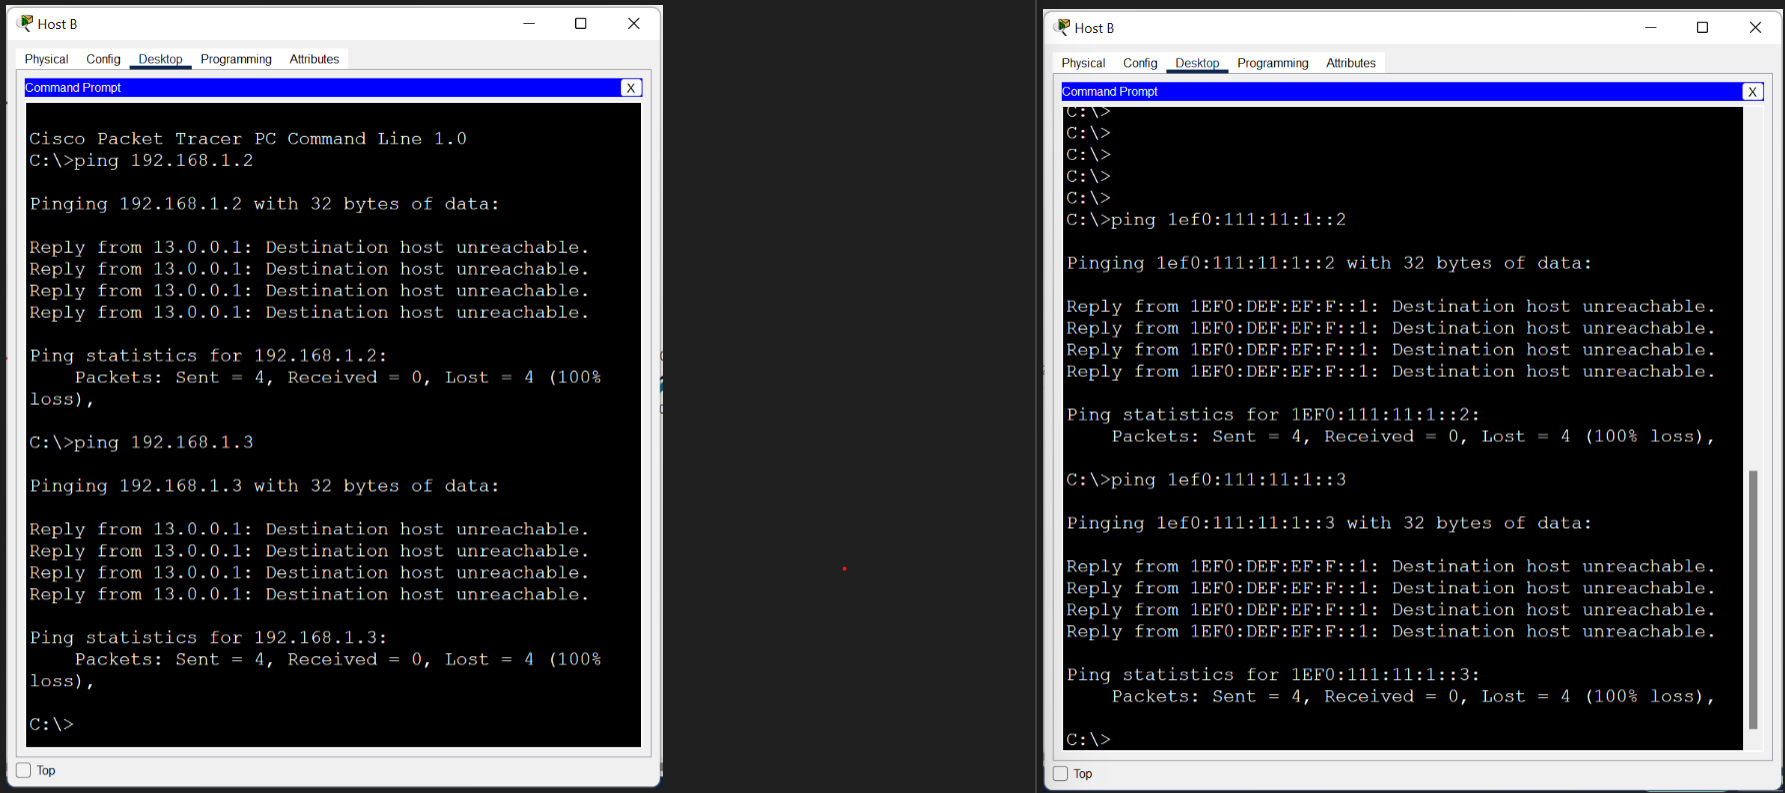 Host B
Physical Config Desktop Programming Attributes
Command Prompt X
Cisco Packet Tracer PC Command Line 1.0
C:\>ping 192.168.1.2
Pinging 192.168.1.2 with 32 bytes of data:
Reply from 13.0.0.1: Destination host unreachable.
Reply from 13.0.0.1: Destination host unreachable.
Reply from 13.0.0.1: Destination host unreachable.
Reply from 13.0.0.1: Destination host unreachable.
Ping statistics for 192.168.1.2:
Packets: Sent = 4, Received = 0, Lost = 4 (100%
loss),
C:\>ping 192.168.1.3
Pinging 192.168.1.3 with 32 bytes of data:
Reply from 13.0.0.1: Destination host unreachable.
Reply from 13.0.0.1: Destination host unreachable.
Reply from 13.0.0.1: Destination host unreachable.
Reply from 13.0.0.1: Destination host unreachable.
Ping statistics for 192.168.1.3:
Packets: Sent = 4, Received = 0, Lost = 4 (100%
loss),
C:\>
Top
Host B
Physical Config Desktop Programming Attributes
Command Prompt X
C:\>
C:\>
C:\>
C:\>
C:\>
C:\>ping 1ef0:111:11:1::2
Pinging 1ef0:111:11:1::2 with 32 bytes of data:
Reply from 1EF0:DEF:EF:F::1: Destination host unreachable.
Reply from 1EF0:DEF:EF:F::1: Destination host unreachable.
Reply from 1EF0:DEF:EF:F::1: Destination host unreachable.
Reply from 1EF0:DEF:EF:F::1: Destination host unreachable.
Ping statistics for 1EF0:111:11:1::2:
Packets: Sent = 4, Received = 0, Lost = 4 (100% loss),
C:\>ping 1ef0:111:11:1::3
Pinging 1ef0:111:11:1::3 with 32 bytes of data:
Reply from 1EF0:DEF:EF:F::1: Destination host unreachable.
Reply from 1EF0:DEF:EF:F::1: Destination host unreachable.
Reply from 1EF0:DEF:EF:F::1: Destination host unreachable.
Reply from 1EF0:DEF:EF:F::1: Destination host unreachable.
Ping statistics for 1EF0:111:11:1::3:
Packets: Sent = 4, Received = 0, Lost = 4 (100% loss),
C:\>
Top